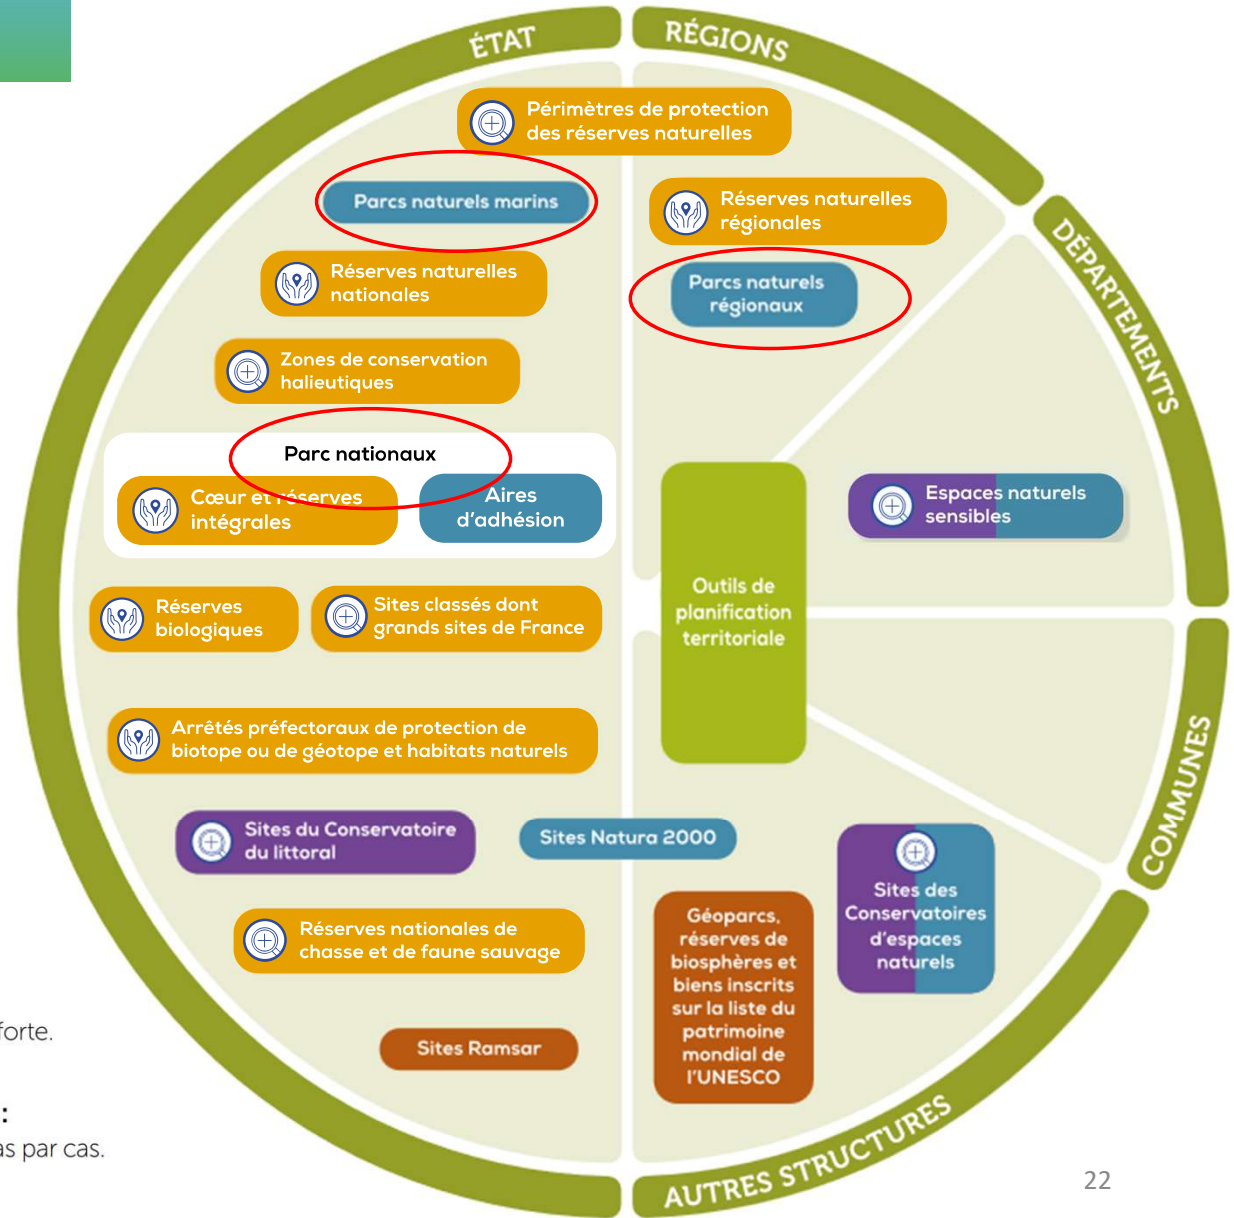 ÉTAT
RÉGIONS
DÉPARTEMENTS
COMMUNES
AUTRES STRUCTURES
Périmètres de protection
des réserves naturelles
Parcs naturels marins
Réserves naturelles
régionales
Réserves naturelles
nationales
Parcs naturels
régionaux
Zones de conservation
halieutiques
Parc nationaux
Cœur et réserves
intégrales
Aires
d'adhésion
Espaces naturels
sensibles
Outils de
planification
territoriale
Réserves
biologiques
Sites classés dont
grands sites de France
Arrêtés préfectoraux de protection de
biotope ou de géotope et habitats naturels
Sites du Conservatoire
du littoral
Sites Natura 2000
Sites des
Conservatoires
d'espaces
naturels
Géoparcs,
réserves de
biosphères et
biens inscrits
sur la liste du
patrimoine
mondial de
l'UNESCO
Réserves nationales de
chasse et de faune sauvage
Sites Ramsar
forte.
:
as par cas.
22